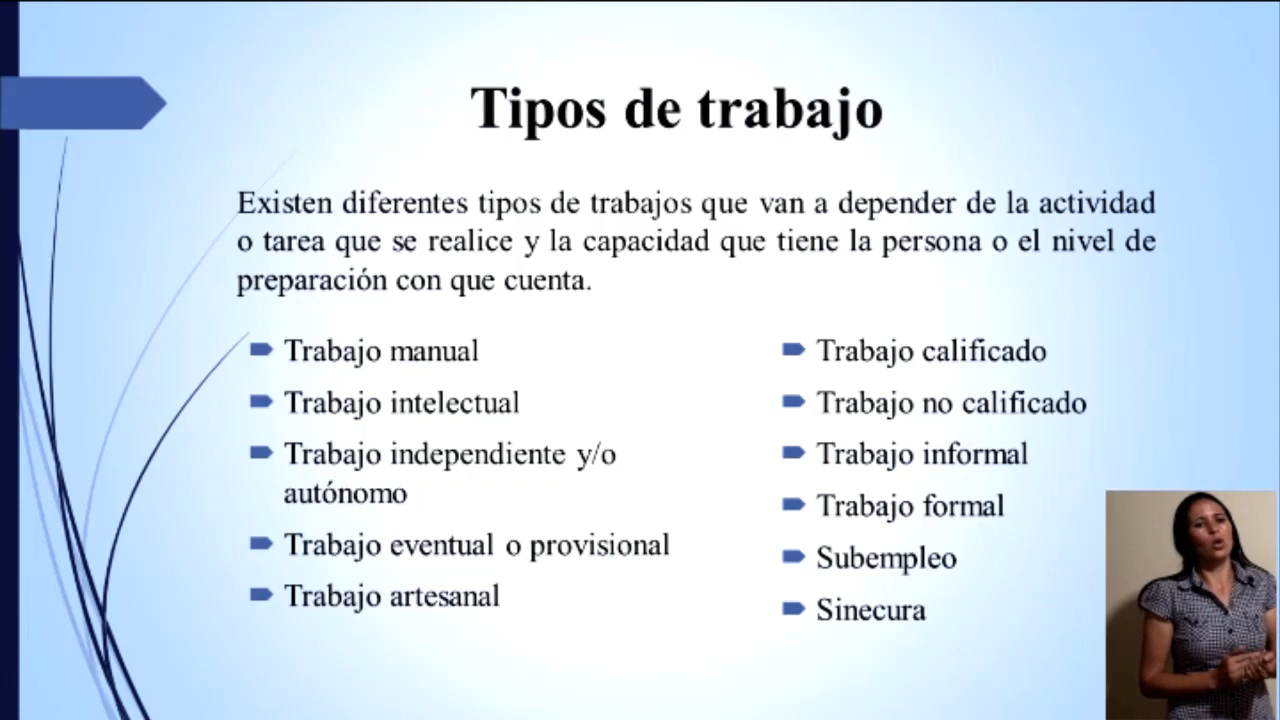 Tipos de trabajo
Existen diferentes tipos de trabajos que van a depender de la actividad
o tarea que se realice y la capacidad que tiene la persona o el nivel de
preparación con que cuenta.
Trabajo manual
Trabajo intelectual
Trabajo independiente y/o
autónomo
Trabajo eventual o provisional
Trabajo artesanal
Trabajo calificado
Trabajo no calificado
Trabajo informal
Trabajo formal
Subempleo
Sinecura